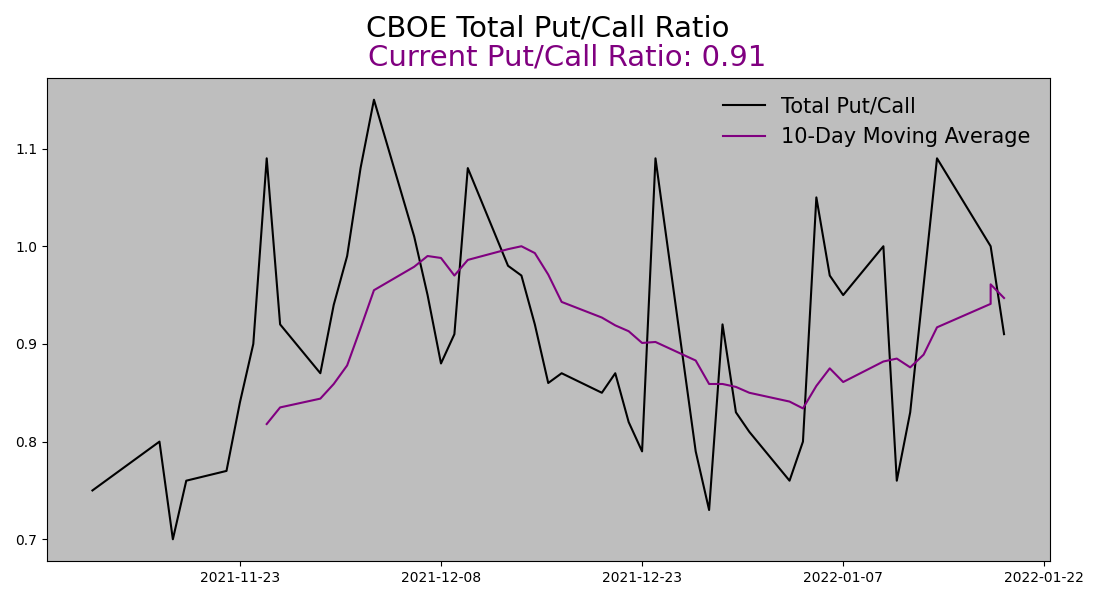 CBOE Total Put/Call Ratio
Current Put/Call Ratio: 0.91
Total Put/Call
10-Day Moving Average
1.1
1.0
0.9
0.8
0.7
2021-11-23
2021-12-08
2021-12-23
2022-01-07
2022-01-22